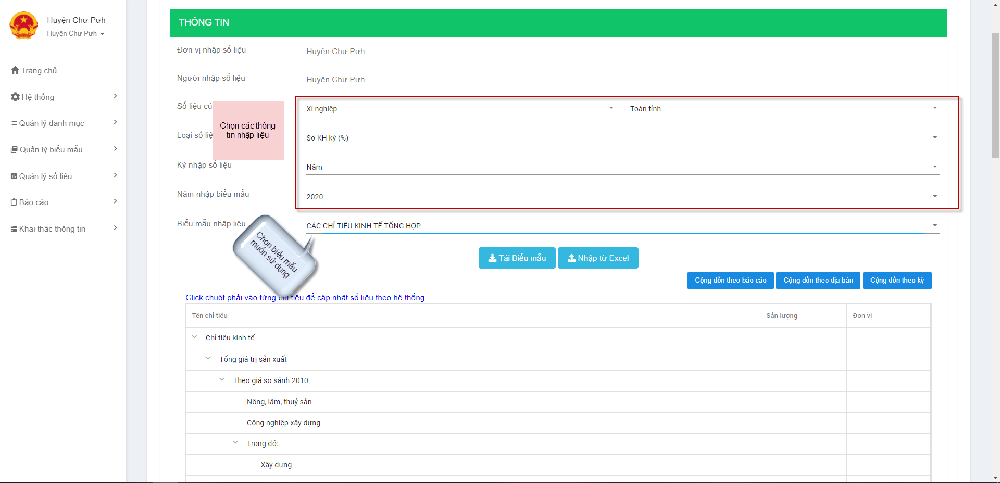 Huyện Chư Pưh
Huyện Chư Pưh
Trang chủ
Hệ thống
Quản lý danh mục
Quản lý biểu mẫu
Quản lý số liệu
Báo cáo
Khai thác thông tin
THÔNG TIN
Đơn vị nhập số liệu
Huyện Chư Pưh
Người nhập số liệu
Huyện Chư Pưh
Số liệu củ
Xí nghiệp
Toàn tỉnh
Chọn các thông
tin nhập liệu
Loại số liệ
So KH kỳ (%)
Kỳ nhập số liệu
Năm
Năm nhập biểu mẫu
2020
Biểu mẫu nhập liệu
CÁC CHỈ TIÊU KINH TẾ TỔNG HỢP
Chọn biểu mẫu
muốn sử dụng
Tải Biểu mẫu
Nhập từ Excel
Cộng dồn theo báo cáo
Cộng dồn theo địa bàn
Cộng dồn theo kỳ
Click chuột phải vào từng chỉ tiêu để cập nhật số liệu theo hệ thống
Tên chỉ tiêu
Sản lượng
Đơn vị
Chỉ tiêu kinh tế
Tổng giá trị sản xuất
Theo giá so sánh 2010
Nông, lâm, thuỷ sản
Công nghiệp xây dựng
Trong đó:
Xây dựng